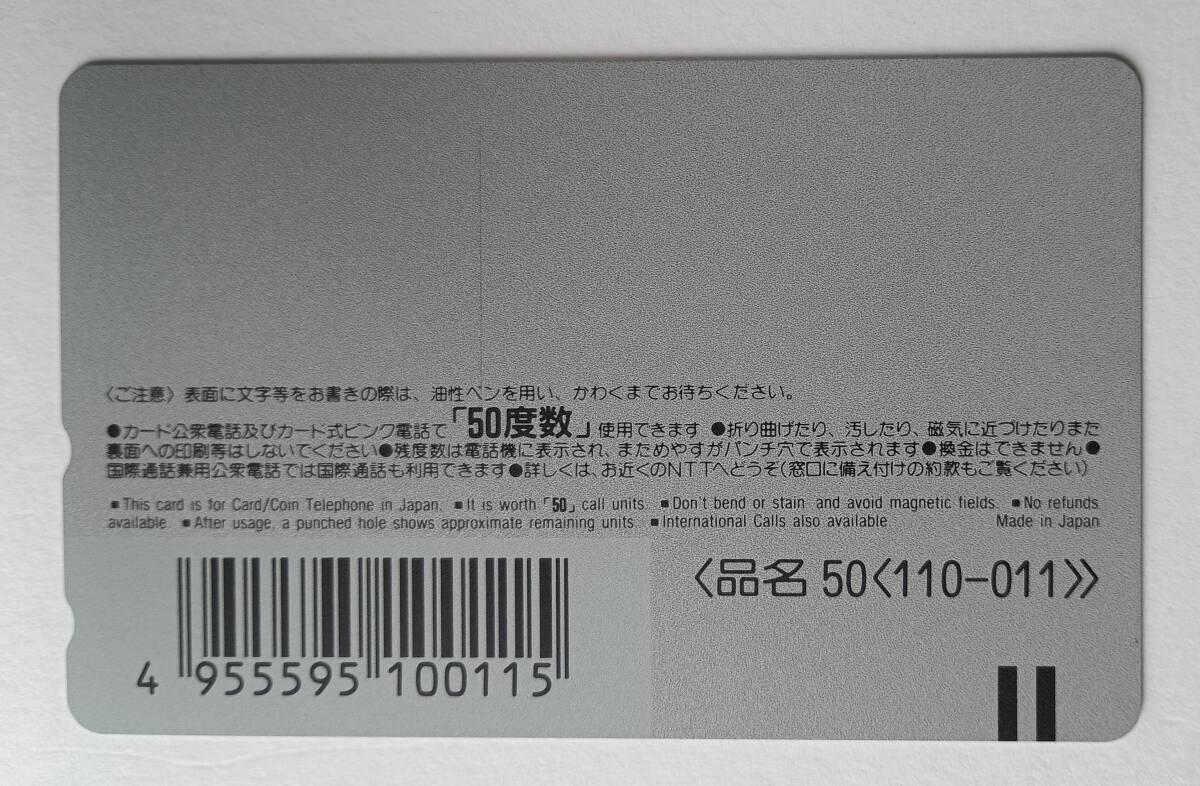 〈ご注意〉表面に文字等をお書きの際は、油性ペンを用い、かわくまでお待ちください。
●カード公衆電話及びカード式ピンク電話で「50度数」使用できます ●折り曲げたり、汚したり、磁気に近づけたりまた
裏面への印刷等はしないでください●残度数は電話機に表示され、まためやすがパンチ穴で表示されます●換金はできません●
国際通話兼用公衆電話では国際通話も利用できます●詳しくは、お近くのNTTへどうぞ(窓口に備え付けの約款もご覧ください)
■This card is for Card/Coin Telephone in Japan. ■It is worth「50」call units. ■Don't bend or stain and avoid magnetic fields. ■No refunds
available. ■After usage, a punched hole shows approximate remaining units. ■International Calls also available. Made in Japan
〈品名 50〈110-011〉〉
4 955595 100115